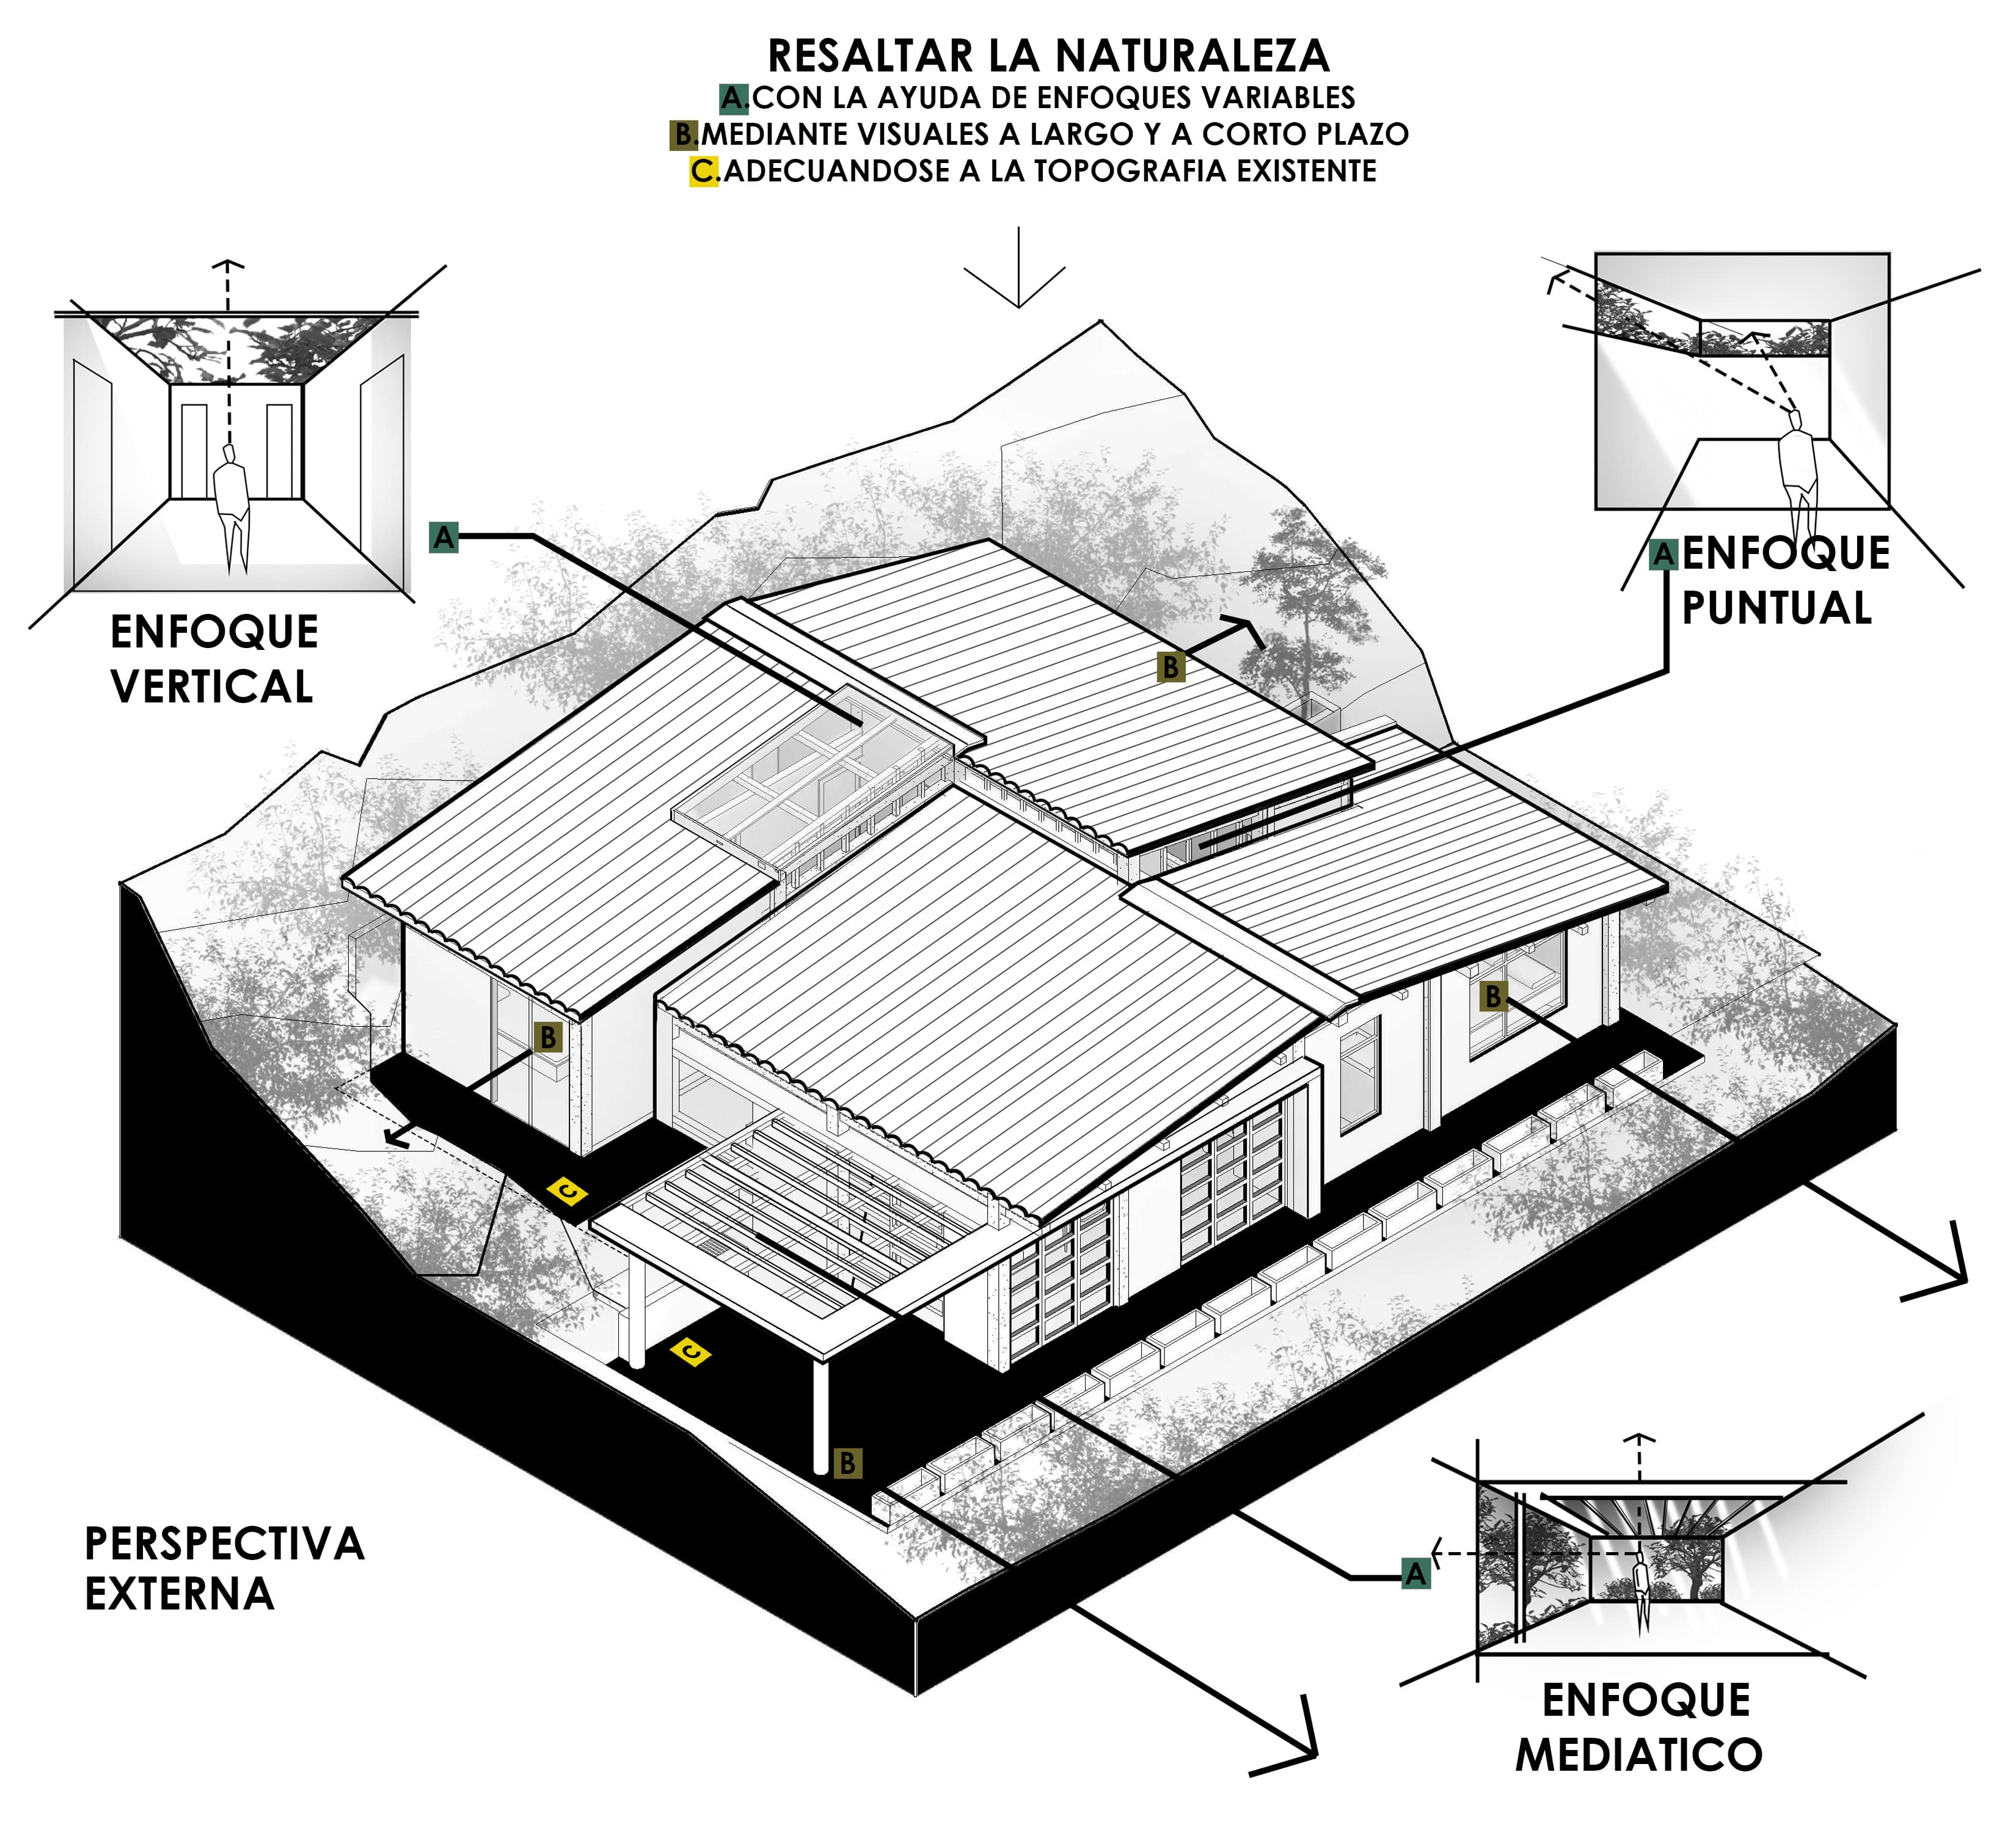 RESALTAR LA NATURALEZA
A.CON LA AYUDA DE ENFOQUES VARIABLES
B.MEDIANTE VISUALES A LARGO Y A CORTO PLAZO
C.ADECUANDOSE A LA TOPOGRAFIA EXISTENTE
ENFOQUE
VERTICAL
A
A ENFOQUE
PUNTUAL
B
B
B
C
C
B
PERSPECTIVA
EXTERNA
A
ENFOQUE
MEDIATICO